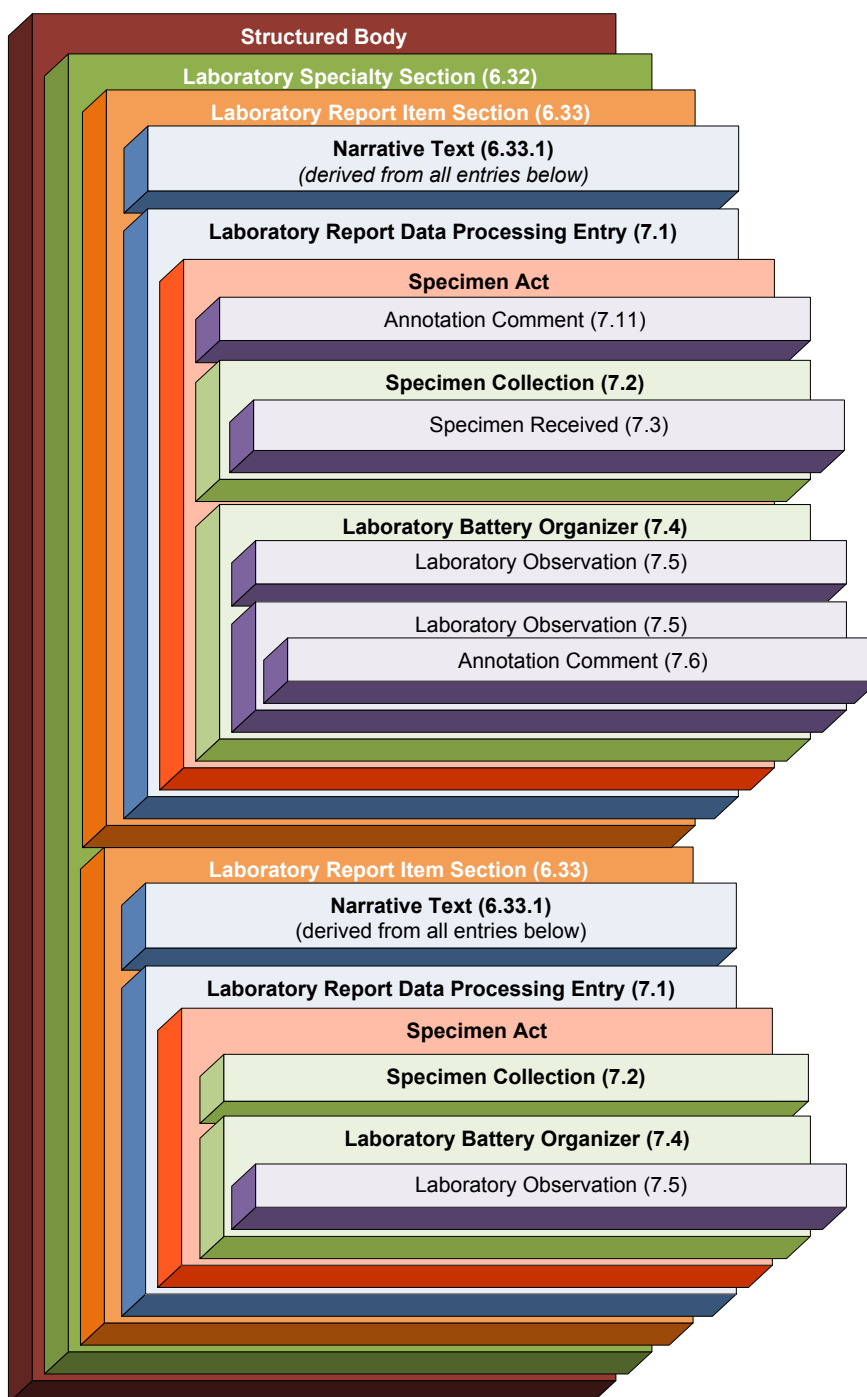 Structured Body
Laboratory Specialty Section (6.32)
Laboratory Report Item Section (6.33)
Narrative Text (6.33.1)
(derived from all entries below)
Laboratory Report Data Processing Entry (7.1)
Specimen Act
Annotation Comment (7.11)
Specimen Collection (7.2)
Specimen Received (7.3)
Laboratory Battery Organizer (7.4)
Laboratory Observation (7.5)
Laboratory Observation (7.5)
Annotation Comment (7.6)
Laboratory Report Item Section (6.33)
Narrative Text (6.33.1)
(derived from all entries below)
Laboratory Report Data Processing Entry (7.1)
Specimen Act
Specimen Collection (7.2)
Laboratory Battery Organizer (7.4)
Laboratory Observation (7.5)